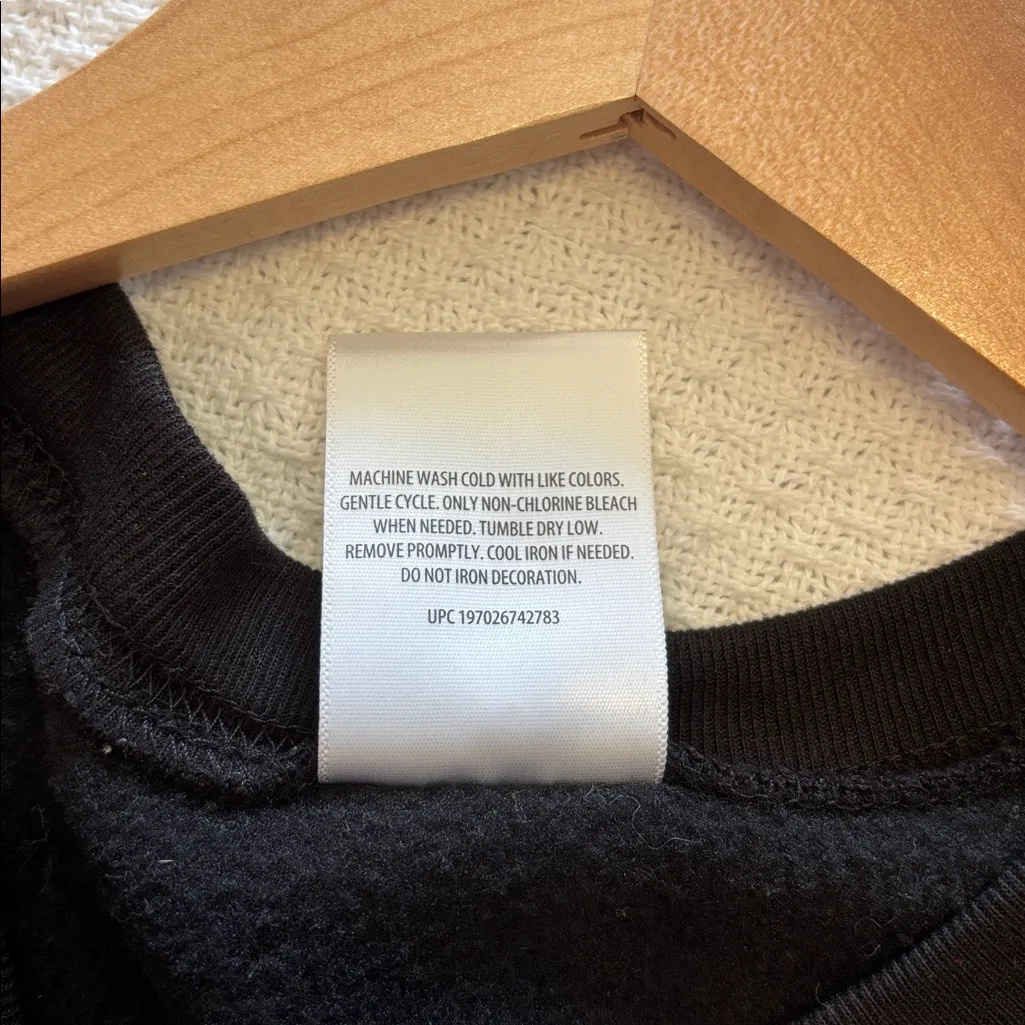 MACHINE WASH COLD WITH LIKE COLORS.
GENTLE CYCLE. ONLY NON-CHLORINE BLEACH
WHEN NEEDED. TUMBLE DRY LOW.
REMOVE PROMPTLY. COOL IRON IF NEEDED.
DO NOT IRON DECORATION.
UPC 197026742783